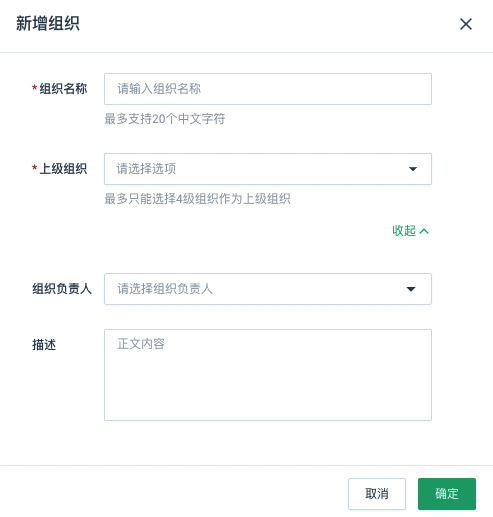 新增组织
* 组织名称
请输入组织名称
最多支持20个中文字符
* 上级组织
请选择选项
最多只能选择4级组织作为上级组织
收起
组织负责人
请选择组织负责人
描述
正文内容
取消
确定